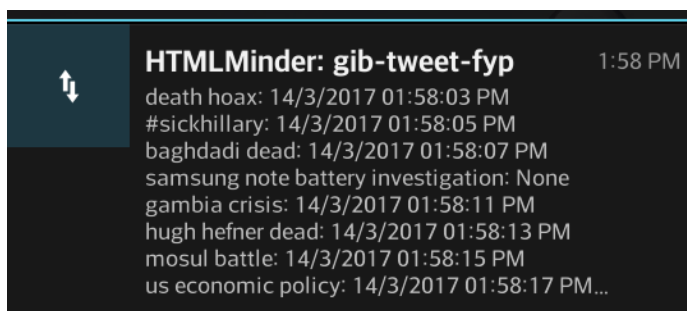 HTMLMinder: gib-tweet-fyp 1:58 PM
death hoax: 14/3/2017 01:58:03 PM
#sickhillary: 14/3/2017 01:58:05 PM
baghdadi dead: 14/3/2017 01:58:07 PM
samsung note battery investigation: None
gambia crisis: 14/3/2017 01:58:11 PM
hugh hefner dead: 14/3/2017 01:58:13 PM
mosul battle: 14/3/2017 01:58:15 PM
us economic policy: 14/3/2017 01:58:17 PM...